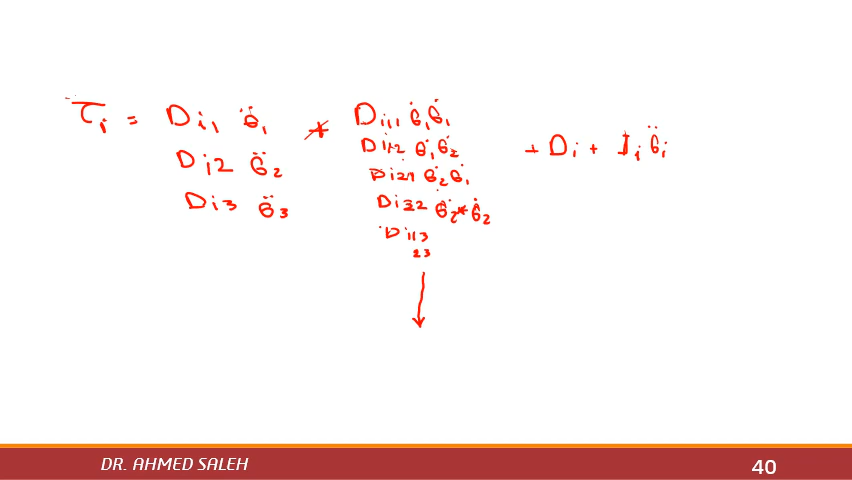 τᵢ = Dᵢ₁ θ̈₁ + Dᵢ₁₁ θ̇₁θ̇₁ + Dᵢ + Iᵢ θ̈ᵢ
Dᵢ₂ θ̈₂ Dᵢ₁₂ θ̇₁θ̇₂
Dᵢ₂₁ θ̇₂θ̇₁
Dᵢ₃ θ̈₃ Dᵢ₂₂ θ̇₂*θ̇₂
Dᵢ₁₃
₂₃
DR. AHMED SALEH
40